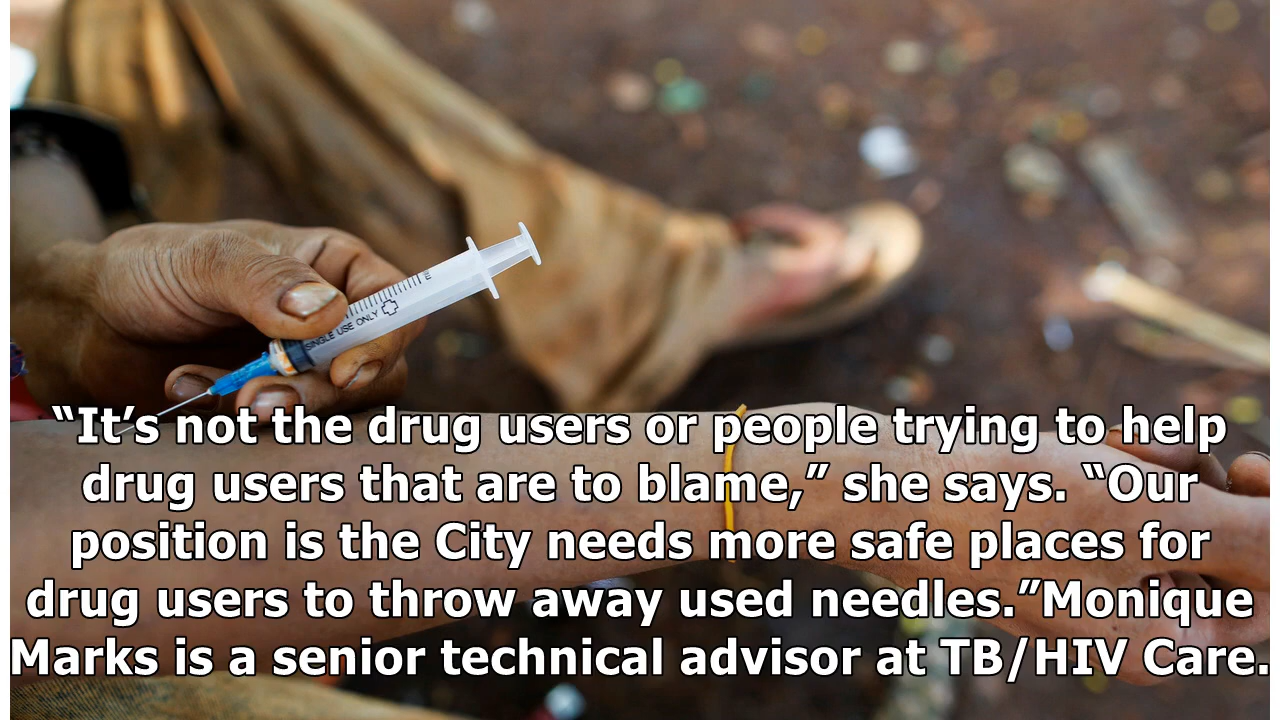 SINGLE USE ONLY
“It’s not the drug users or people trying to help
drug users that are to blame,” she says. “Our
position is the City needs more safe places for
drug users to throw away used needles.”Monique
Marks is a senior technical advisor at TB/HIV Care.